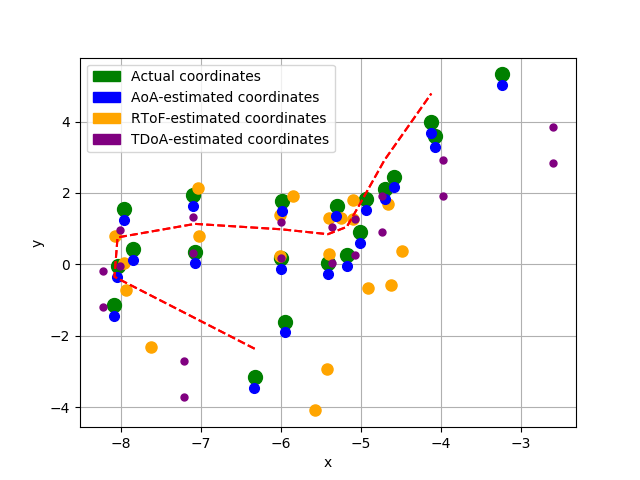 Actual coordinates
AoA-estimated coordinates
RToF-estimated coordinates
TDoA-estimated coordinates
y
4
2
0
−2
−4
−8 −7 −6 −5 −4 −3
x